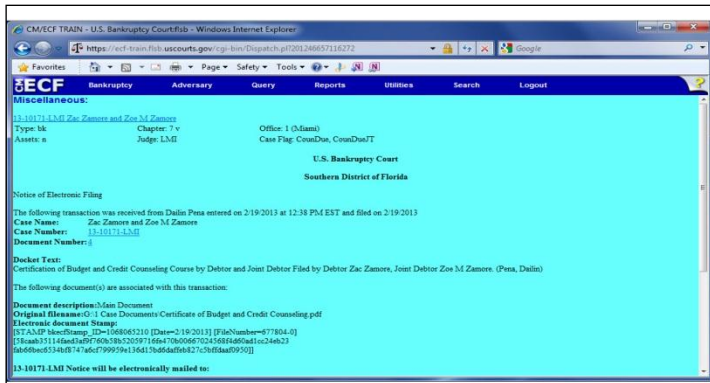 CM/ECF TRAIN - U.S. Bankruptcy Court:flsb - Windows Internet Explorer
https://ecf-train.flsb.uscourts.gov/cgi-bin/Dispatch.pl?201240657116272
Google
Favorites Page Safety Tools
ECF Bankruptcy Adversary Query Reports Utilities Search Logout ?
Miscellaneous:
13-10171-LMI Zac Zamore and Zoe M Zamore
Type: bk Chapter: 7 v Office: 1 (Miami)
Assets: n Judge: LMI Case Flag: CounDue, CounDueJT
U.S. Bankruptcy Court
Southern District of Florida
Notice of Electronic Filing
The following transaction was received from Dailin Pena entered on 2/19/2013 at 12:38 PM EST and filed on 2/19/2013
Case Name: Zac Zamore and Zoe M Zamore
Case Number: 13-10171-LMI
Document Number: 4
Docket Text:
Certification of Budget and Credit Counseling Course by Debtor and Joint Debtor Filed by Debtor Zac Zamore, Joint Debtor Zoe M Zamore. (Pena, Dailin)
The following document(s) are associated with this transaction:
Document description:Main Document
Original filename:G:\1 Case Documents\Certificate of Budget and Credit Counseling.pdf
Electronic document Stamp:
[STAMP bkecfStamp_ID=1068065210 [Date=2/19/2013] [FileNumber=677804-0]
13-10171-LMI Notice will be electronically mailed to: